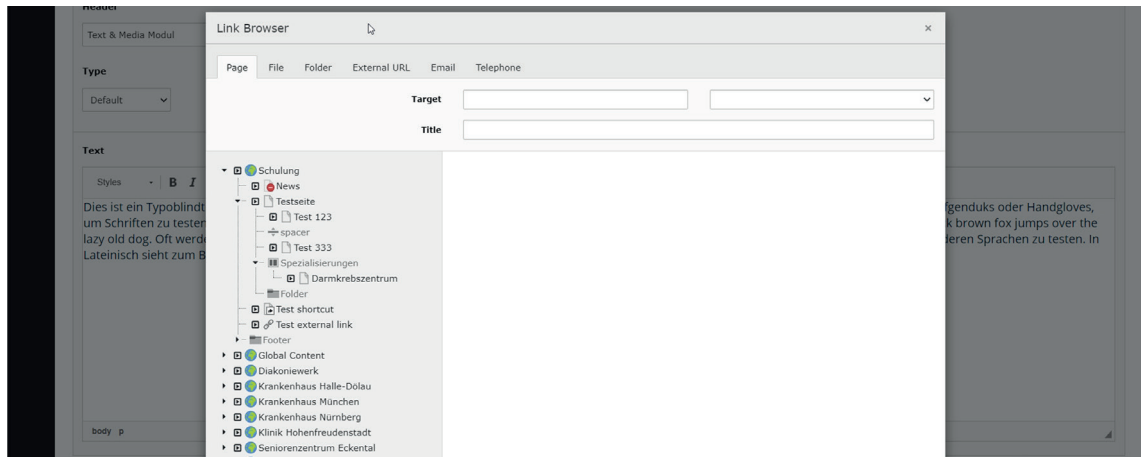 Header
Text & Media Modul
Type
Default
Text
Styles B I
Dies ist ein Typoblindt
um Schriften zu testen
lazy old dog. Oft werde
Lateinisch sieht zum B
fgenduks oder Handgloves,
k brown fox jumps over the
deren Sprachen zu testen. In
body p
Link Browser ×
Page File Folder External URL Email Telephone
Target
Title
Schulung
News
Testseite
Test 123
spacer
Test 333
Spezialisierungen
Darmkrebszentrum
Folder
Test shortcut
Test external link
Footer
Global Content
Diakoniewerk
Krankenhaus Halle-Dölau
Krankenhaus München
Krankenhaus Nürnberg
Klinik Hohenfreudenstadt
Seniorenzentrum Eckental